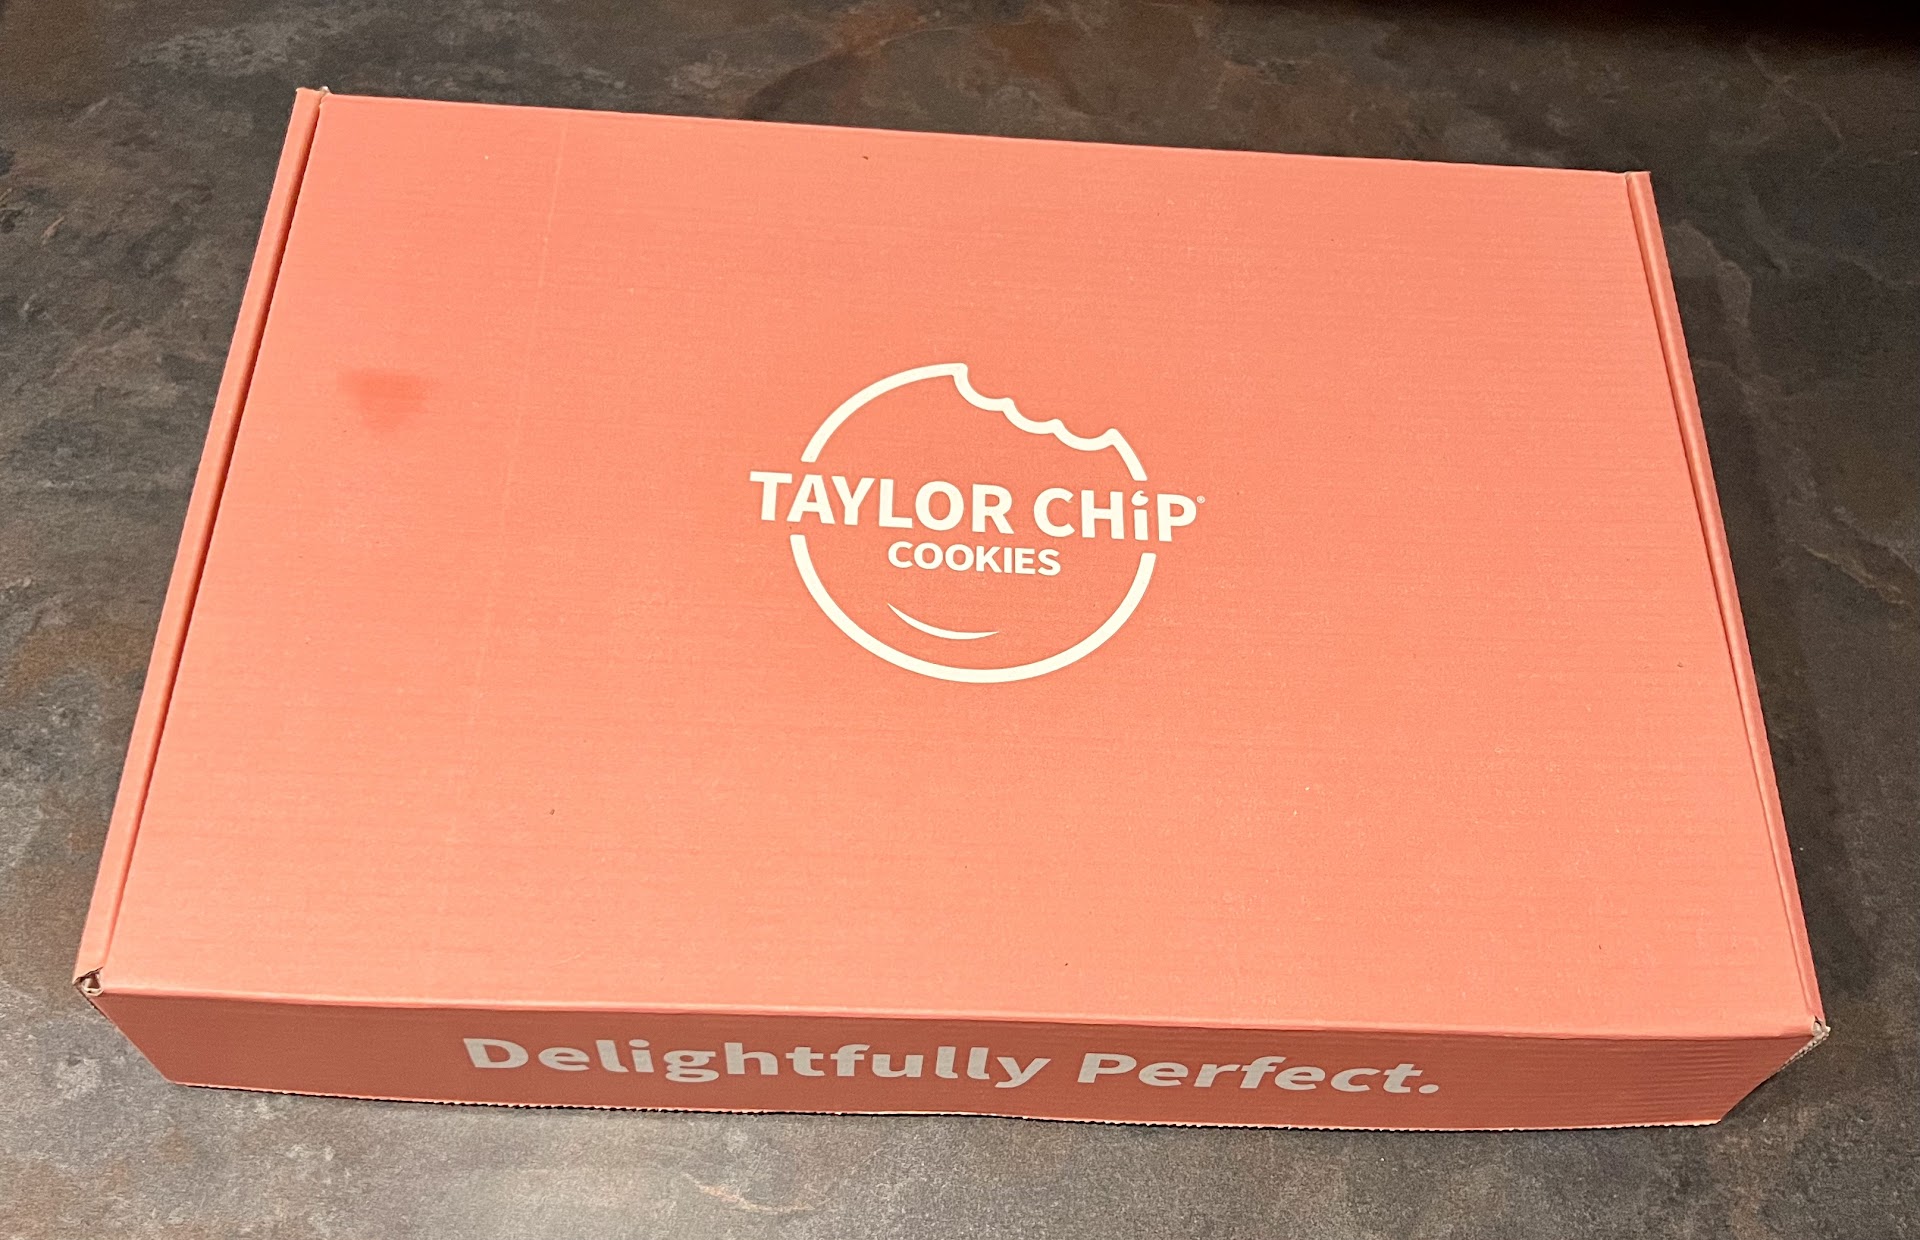 TAYLOR CHiP®
COOKIES
Delightfully Perfect.